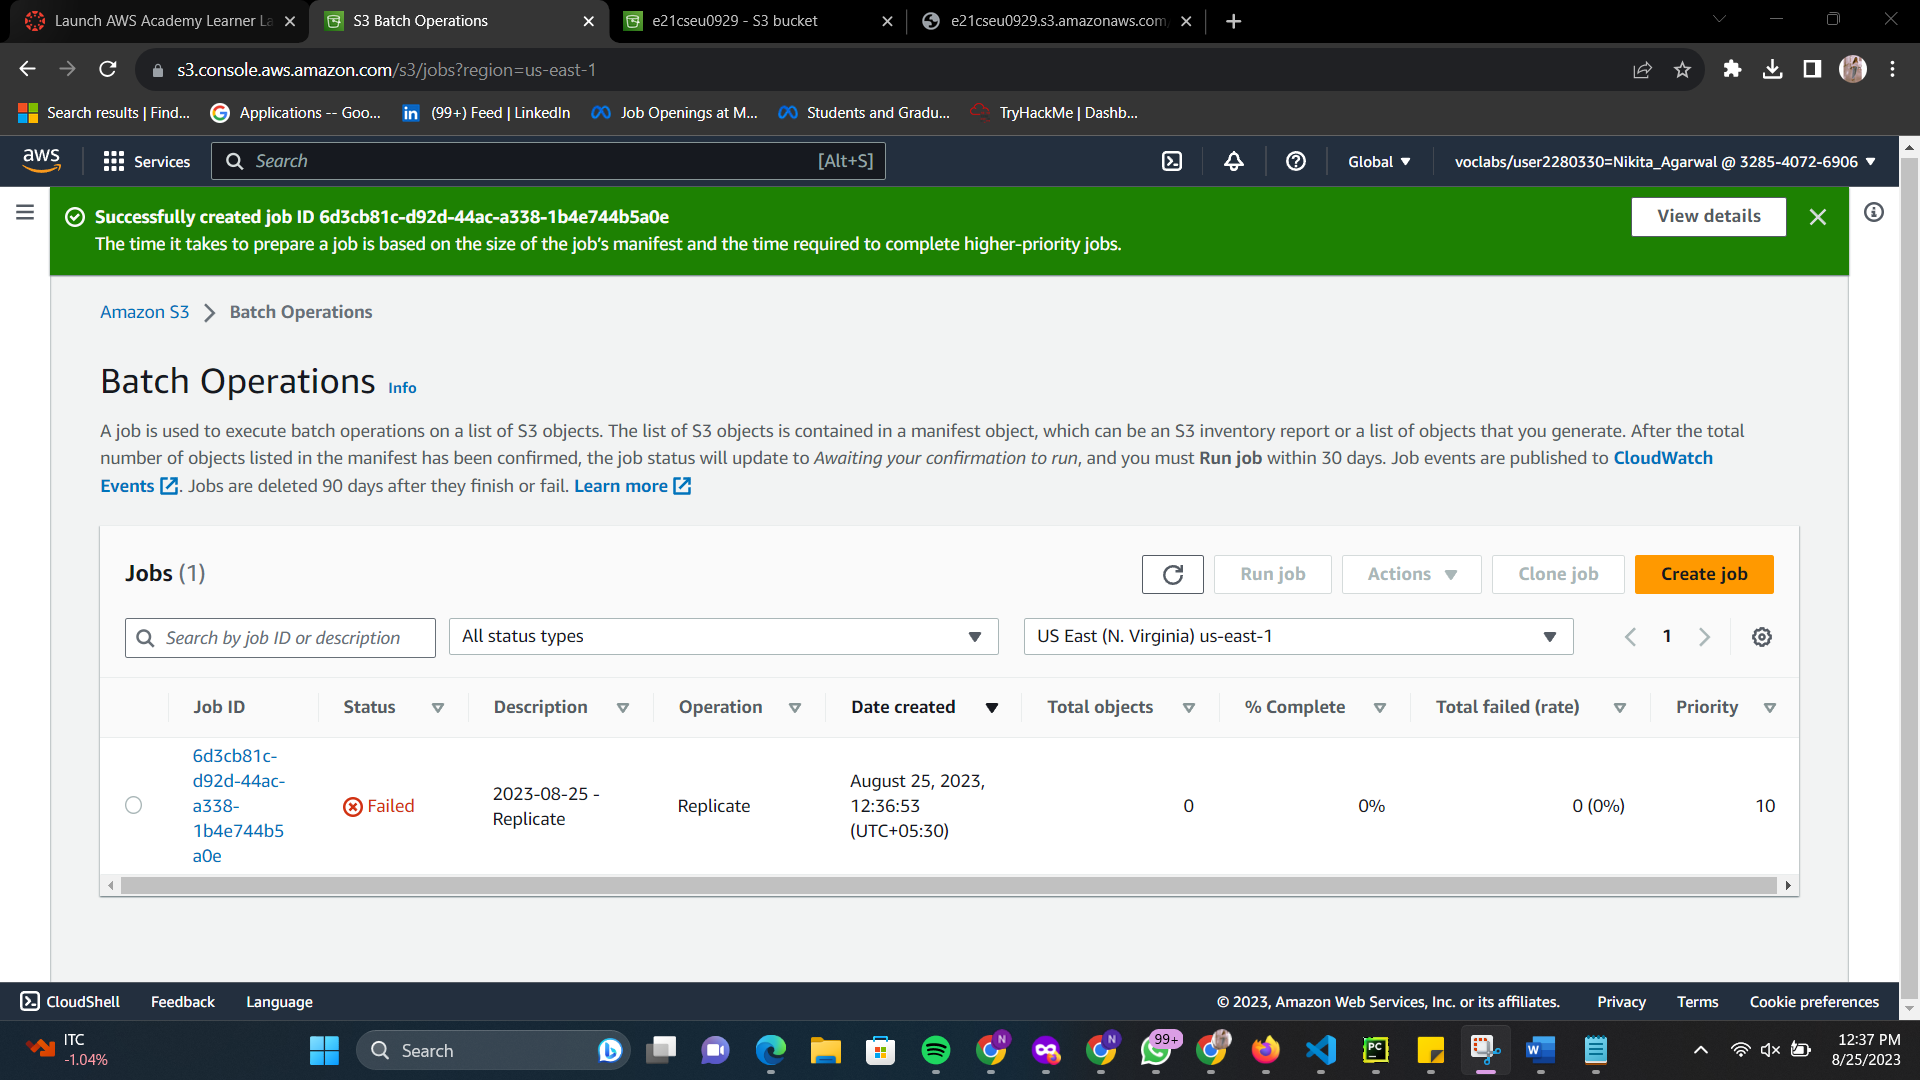 Launch AWS Academy Learner La
S3 Batch Operations
e21cseu0929 - S3 bucket
e21cseu0929.s3.amazonaws.com/
s3.console.aws.amazon.com/s3/jobs?region=us-east-1
Search results | Find...
Applications -- Goo...
(99+) Feed | LinkedIn
Job Openings at M...
Students and Gradu...
TryHackMe | Dashb...
aws
Services
Search
[Alt+S]
Global
voclabs/user2280330=Nikita_Agarwal @ 3285-4072-6906
Successfully created job ID 6d3cb81c-d92d-44ac-a338-1b4e744b5a0e
View details
The time it takes to prepare a job is based on the size of the job's manifest and the time required to complete higher-priority jobs.
Amazon S3
Batch Operations
Batch Operations
Info
A job is used to execute batch operations on a list of S3 objects. The list of S3 objects is contained in a manifest object, which can be an S3 inventory report or a list of objects that you generate. After the total
number of objects listed in the manifest has been confirmed, the job status will update to Awaiting your confirmation to run, and you must Run job within 30 days. Job events are published to CloudWatch
Events. Jobs are deleted 90 days after they finish or fail. Learn more
Jobs (1)
Run job
Actions
Clone job
Create job
Search by job ID or description
All status types
US East (N. Virginia) us-east-1
1
Job ID
Status
Description
Operation
Date created
Total objects
% Complete
Total failed (rate)
Priority
6d3cb81c-
d92d-44ac-
a338-
1b4e744b5
a0e
Failed
2023-08-25 -
Replicate
Replicate
August 25, 2023,
12:36:53
(UTC+05:30)
0
0%
0 (0%)
10
CloudShell
Feedback
Language
© 2023, Amazon Web Services, Inc. or its affiliates.
Privacy
Terms
Cookie preferences
ITC
-1.04%
Search
N
N
99+
PC
W
12:37 PM
8/25/2023